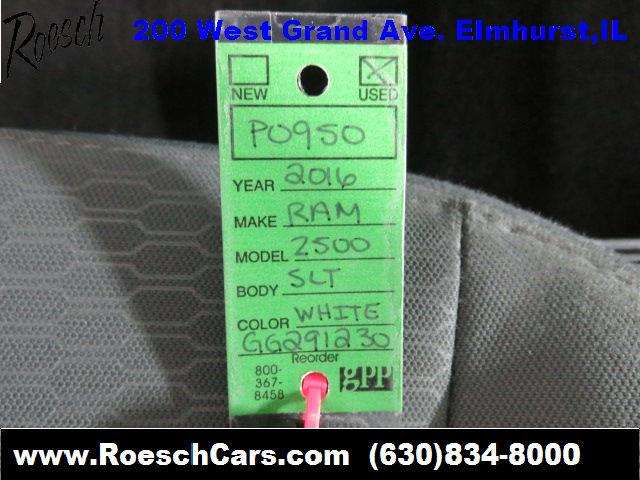 Roesch 200 West Grand Ave. Elmhurst,IL
NEW USED
P0950
YEAR 2016
MAKE RAM
MODEL 2500
BODY SLT
COLOR WHITE
GG291230
Reorder
800-
367-
8458
gpp
www.RoeschCars.com (630)834-8000